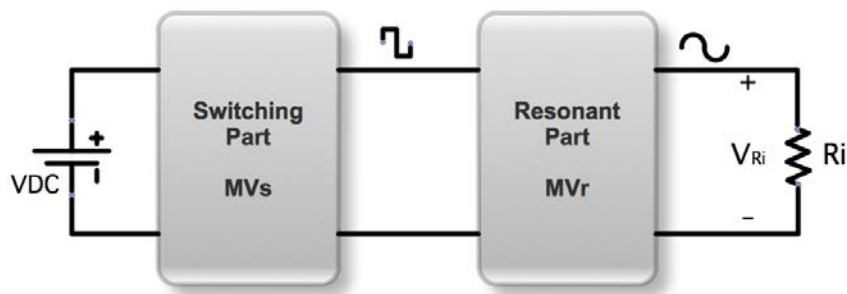 Switching
Part
MVs
Resonant
Part
MVr
+
VDC
+
VRi
Ri
-